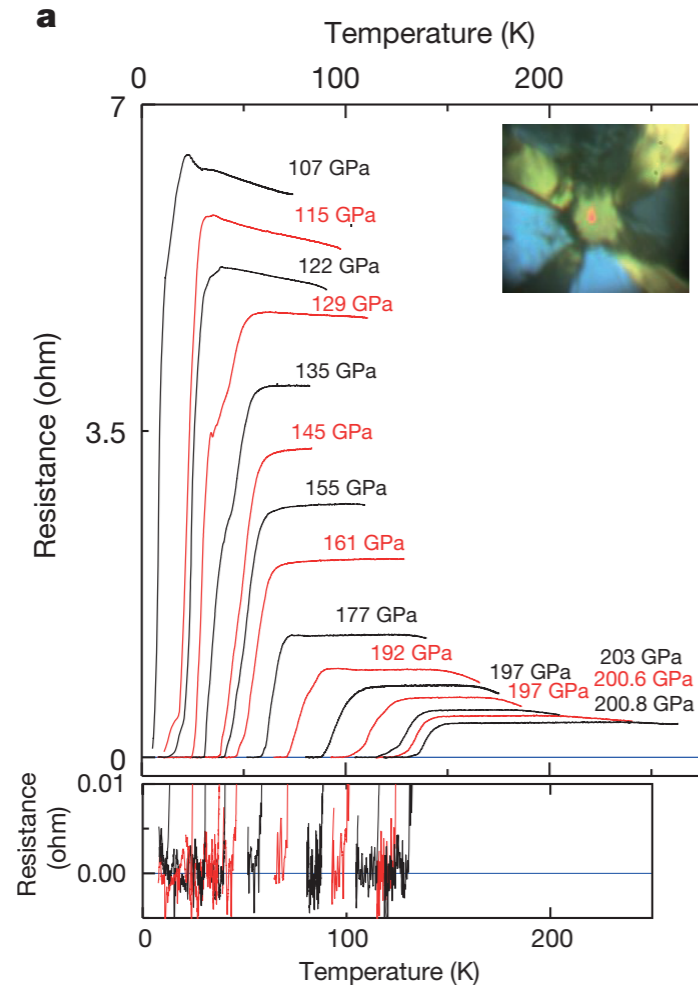 a
Temperature (K)
0 100 200
7
107 GPa
115 GPa
122 GPa
129 GPa
135 GPa
3.5
145 GPa
155 GPa
161 GPa
177 GPa
192 GPa
197 GPa
203 GPa
197 GPa
200.6 GPa
200.8 GPa
0
Resistance (ohm)
0.01
0.00
Resistance
(ohm)
0 100 200
Temperature (K)